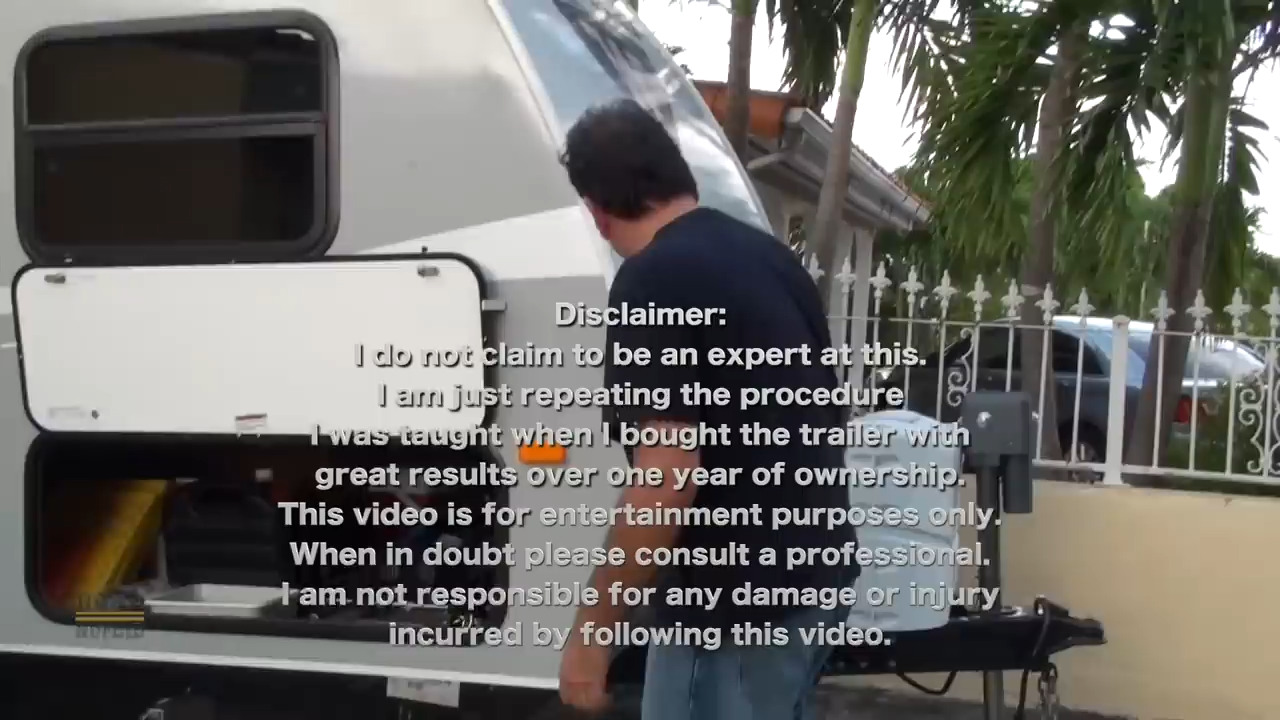 Disclaimer:
I do not claim to be an expert at this.
I am just repeating the procedure
I was taught when I bought the trailer with
great results over one year of ownership.
This video is for entertainment purposes only.
When in doubt please consult a professional.
I am not responsible for any damage or injury
incurred by following this video.